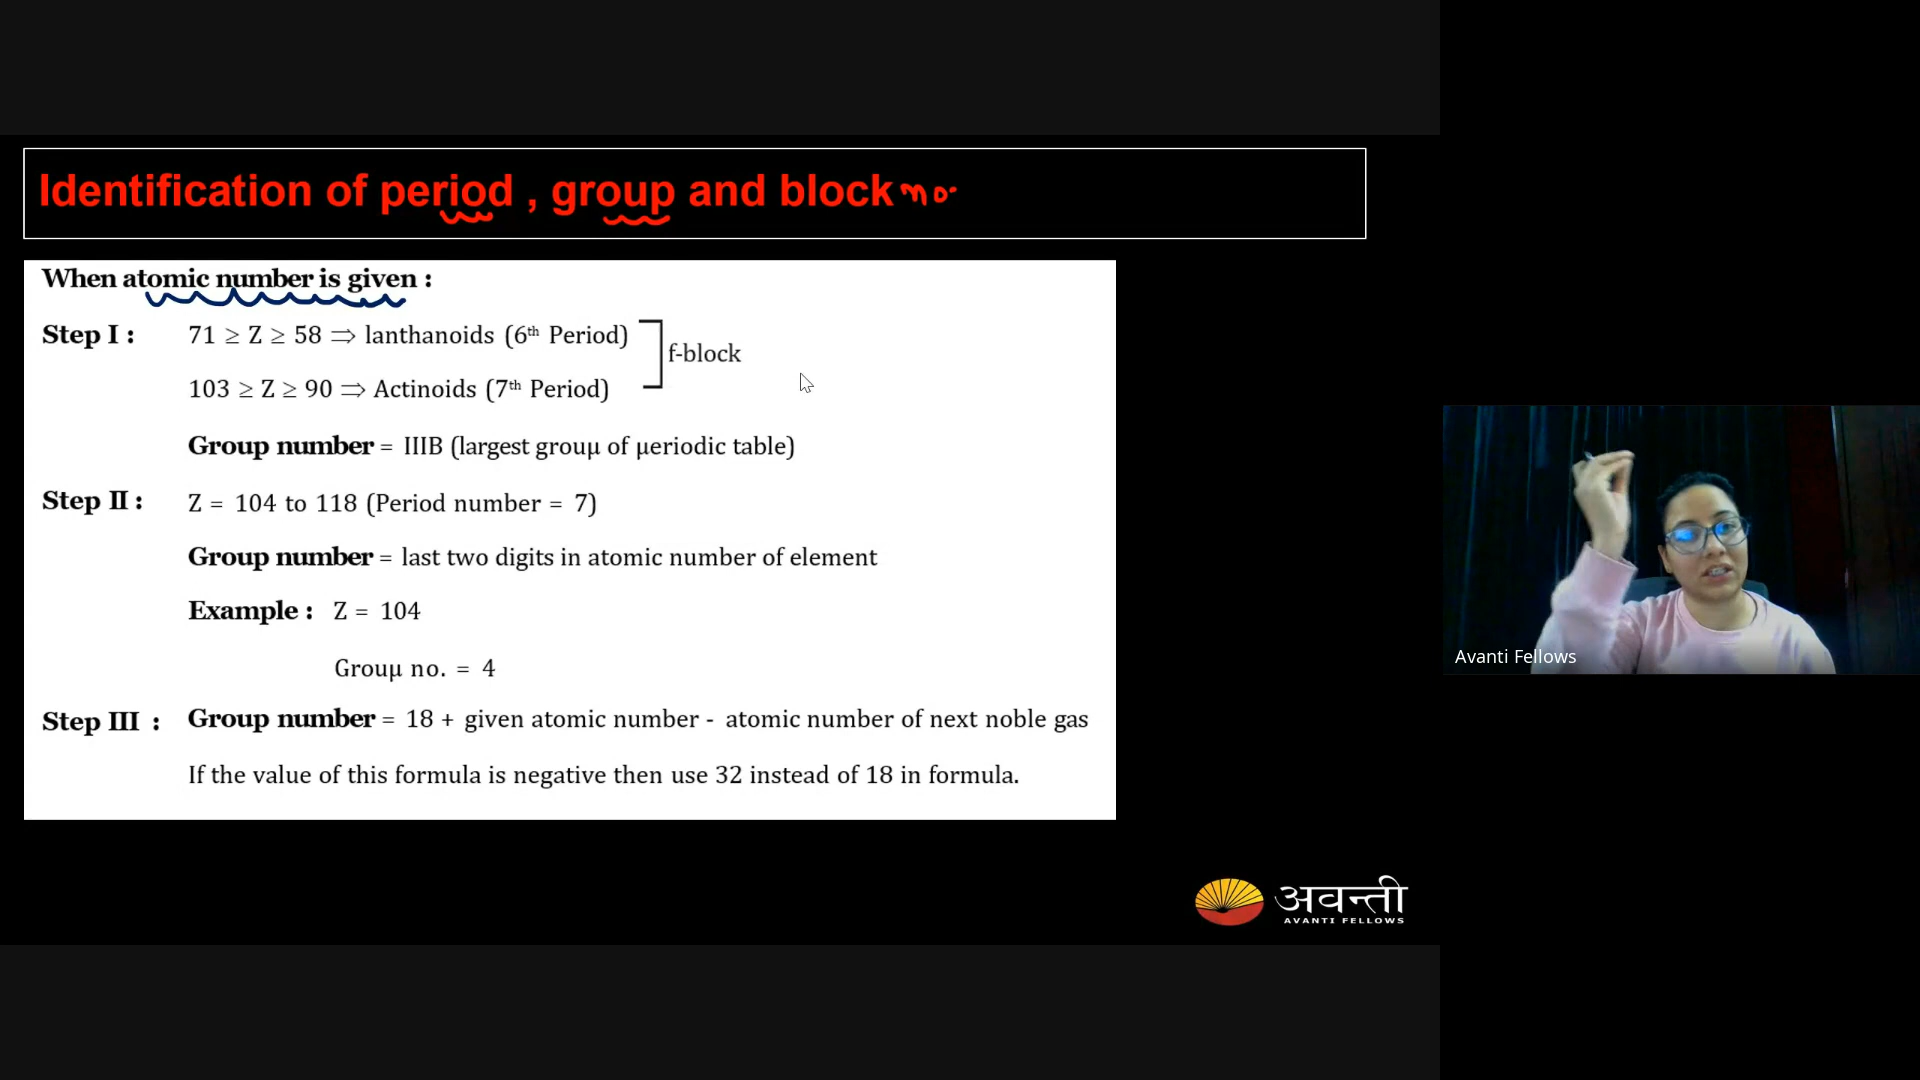 Identification of period , group and block no.
When atomic number is given :
Step I : 71 ≥ Z ≥ 58 ⇒ lanthanoids (6th Period)
f-block
103 ≥ Z ≥ 90 ⇒ Actinoids (7th Period)
Group number = IIIB (largest grouμ of μeriodic table)
Step II : Z = 104 to 118 (Period number = 7)
Group number = last two digits in atomic number of element
Example : Z = 104
Grouμ no. = 4
Step III : Group number = 18 + given atomic number - atomic number of next noble gas
If the value of this formula is negative then use 32 instead of 18 in formula.
Avanti Fellows
अवन्ती
AVANTI FELLOWS